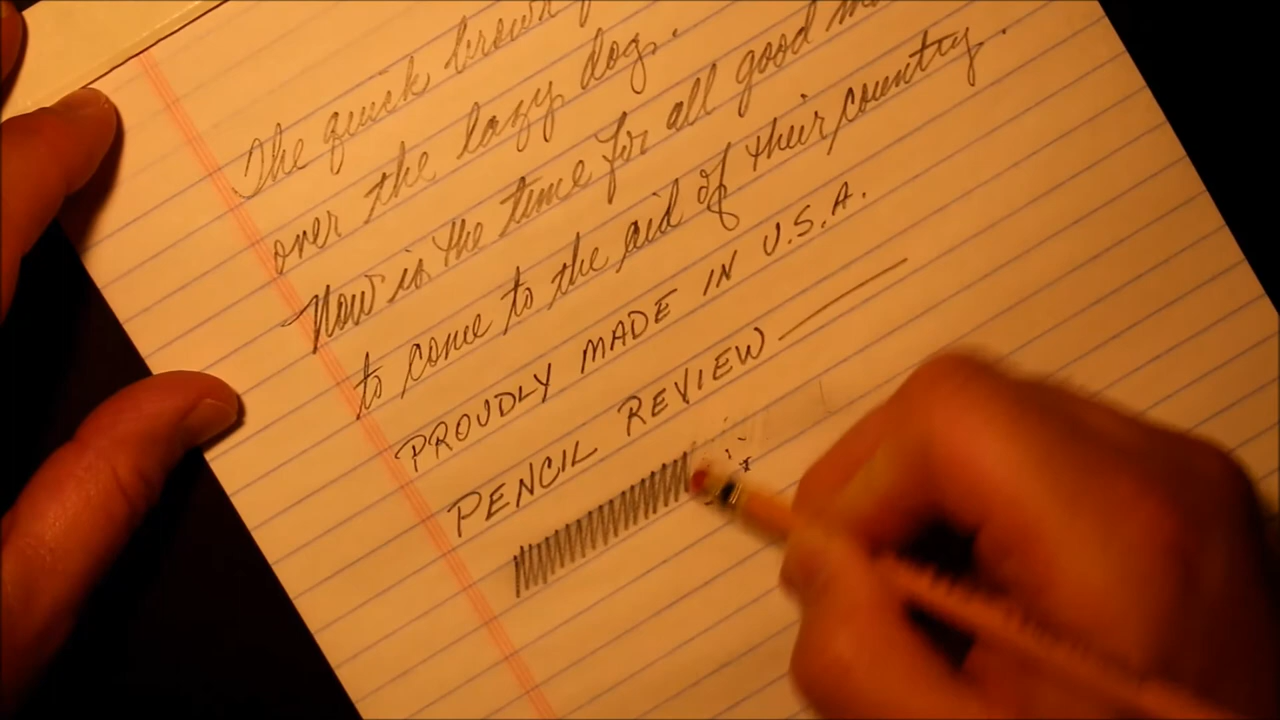 The quick brown
over the lazy dog.
Now is the time for all good
to come to the aid of their country.
PROUDLY MADE IN U.S.A.
PENCIL REVIEW —